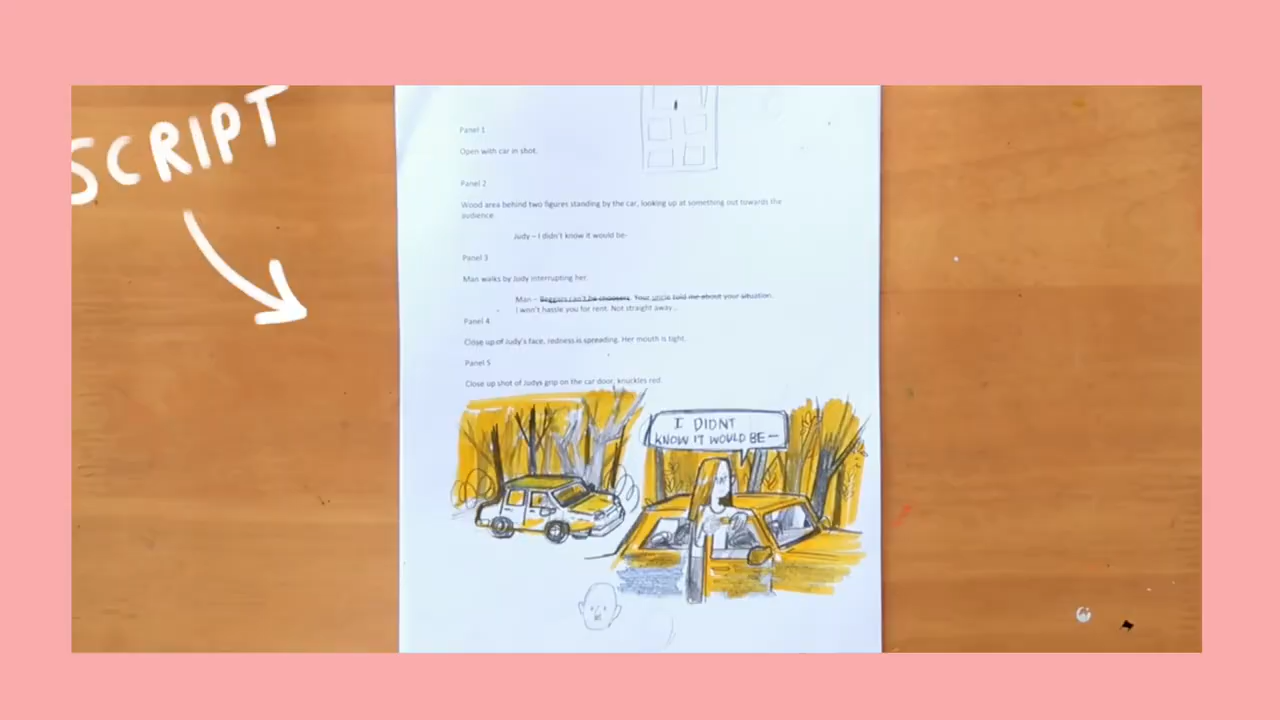 SCRIPT
Panel 1
Open with car in shot.
Panel 2
Wood area behind two figures standing by the car, looking up at something out towards the
audience.
Judy – I didn't know it would be-
Panel 3
Man walks by Judy interrupting her.
Man – Beggars can't be choosers. Your uncle told me about your situation.
I won't hassle you for rent. Not straight away..
Panel 4
Close up of Judy's face, redness is spreading. Her mouth is tight.
Panel 5
Close up shot of Judys grip on the car door, knuckles red.
I DIDNT
KNOW IT WOULD BE—